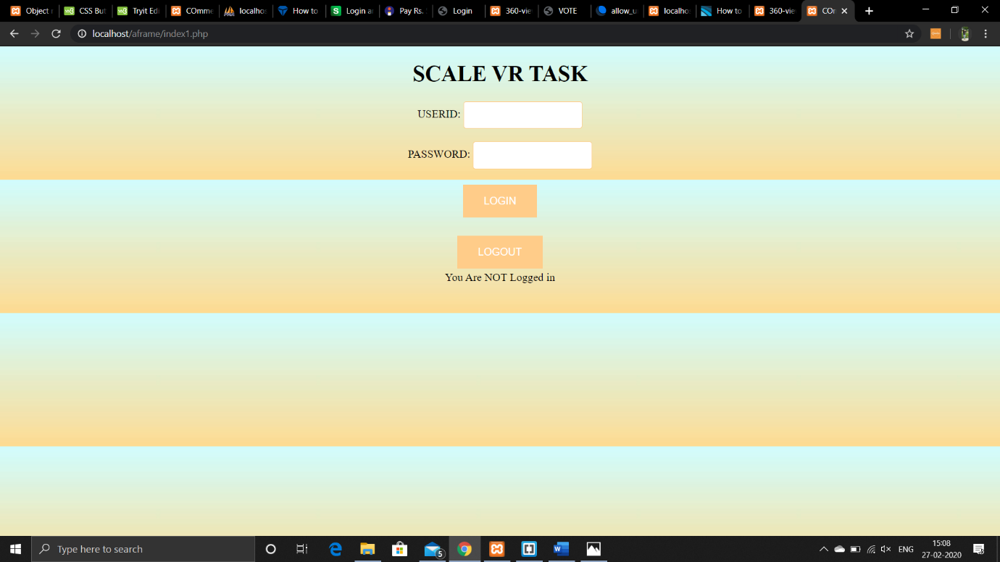 Object
CSS But
Tryit Edi
COmme
localhos
How to
Login an
Pay Rs.
Login
360-vie
VOTE
allow_u
localhos
How to
360-vie
COm
localhost/aframe/index1.php
SCALE VR TASK
USERID:
PASSWORD:
LOGIN
LOGOUT
You Are NOT Logged in
Type here to search
5
ENG
15:08
27-02-2020